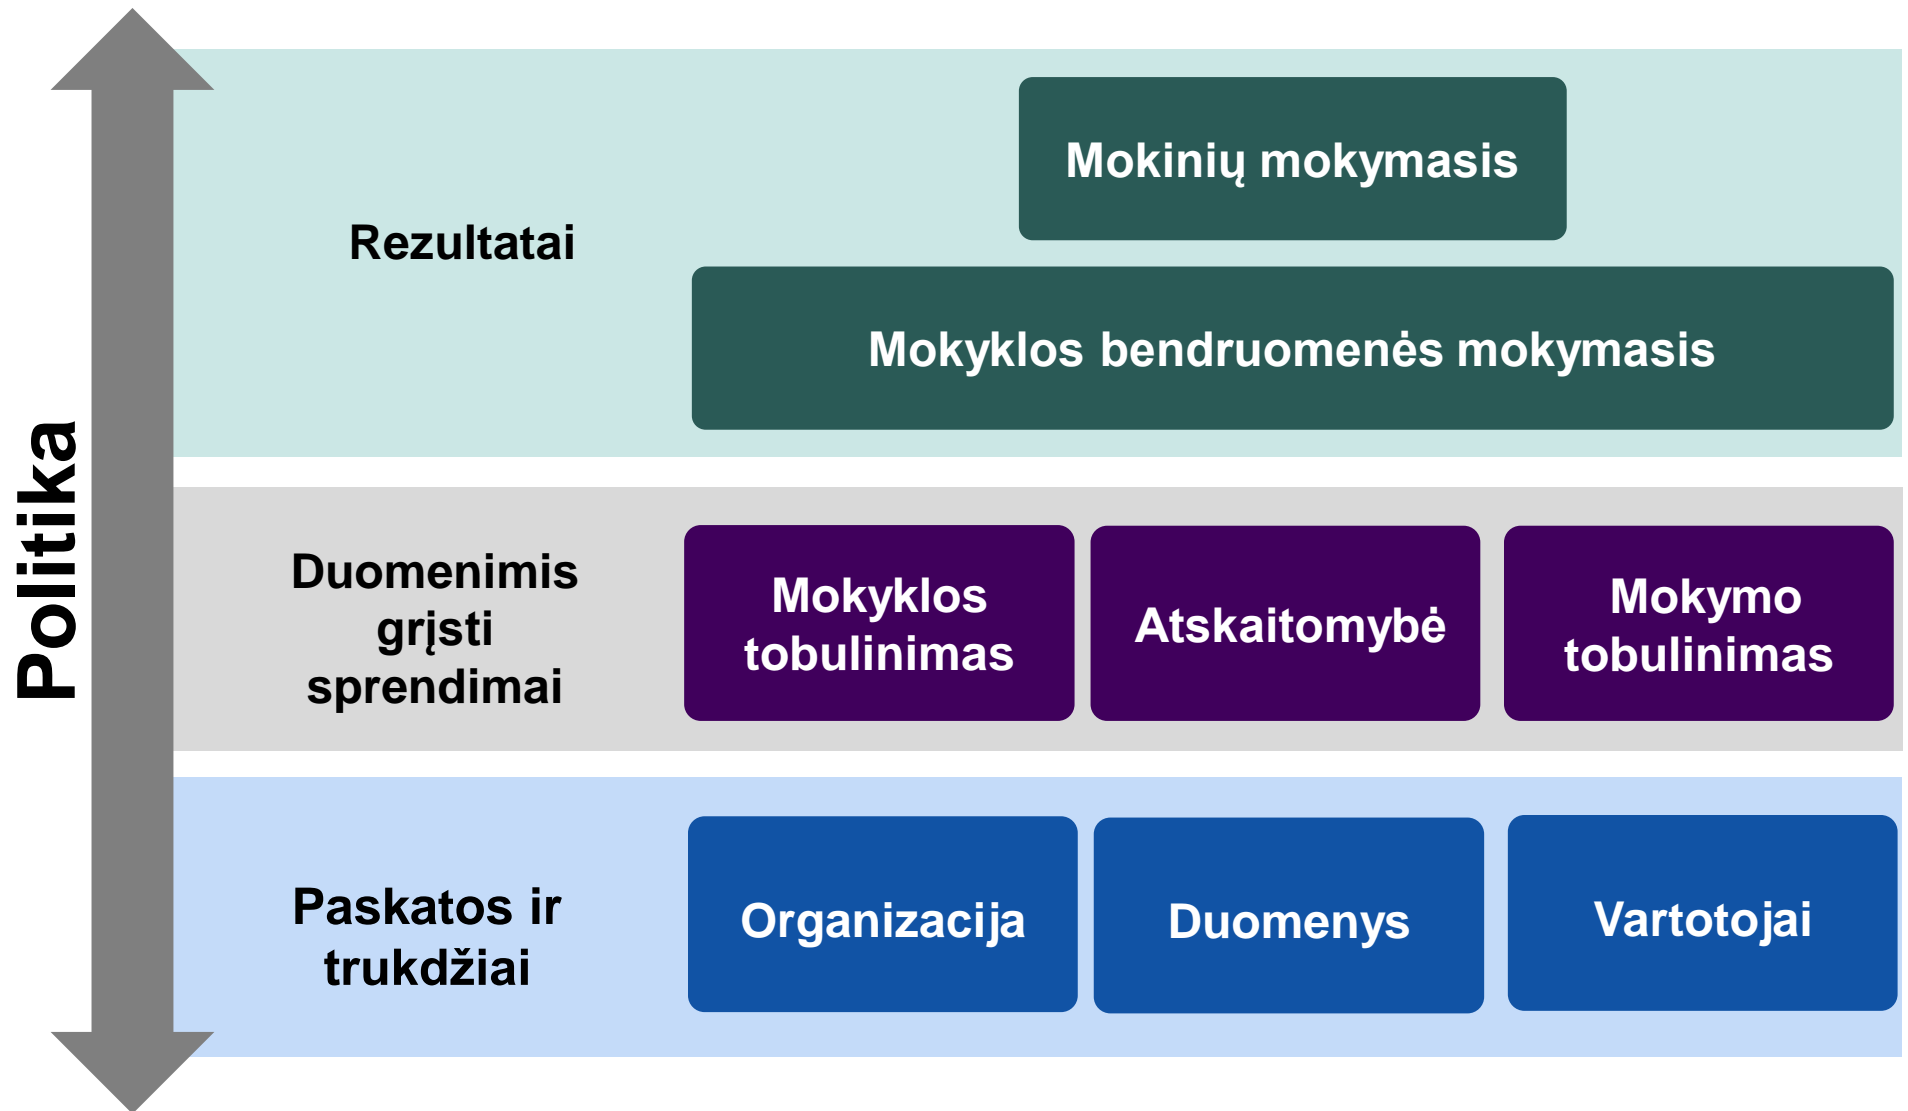 Politika
Rezultatai
Mokinių mokymasis
Mokyklos bendruomenės mokymasis
Duomenimis
grįsti
sprendimai
Mokyklos
tobulinimas
Atskaitomybė
Mokymo
tobulinimas
Paskatos ir
trukdžiai
Organizacija
Duomenys
Vartotojai